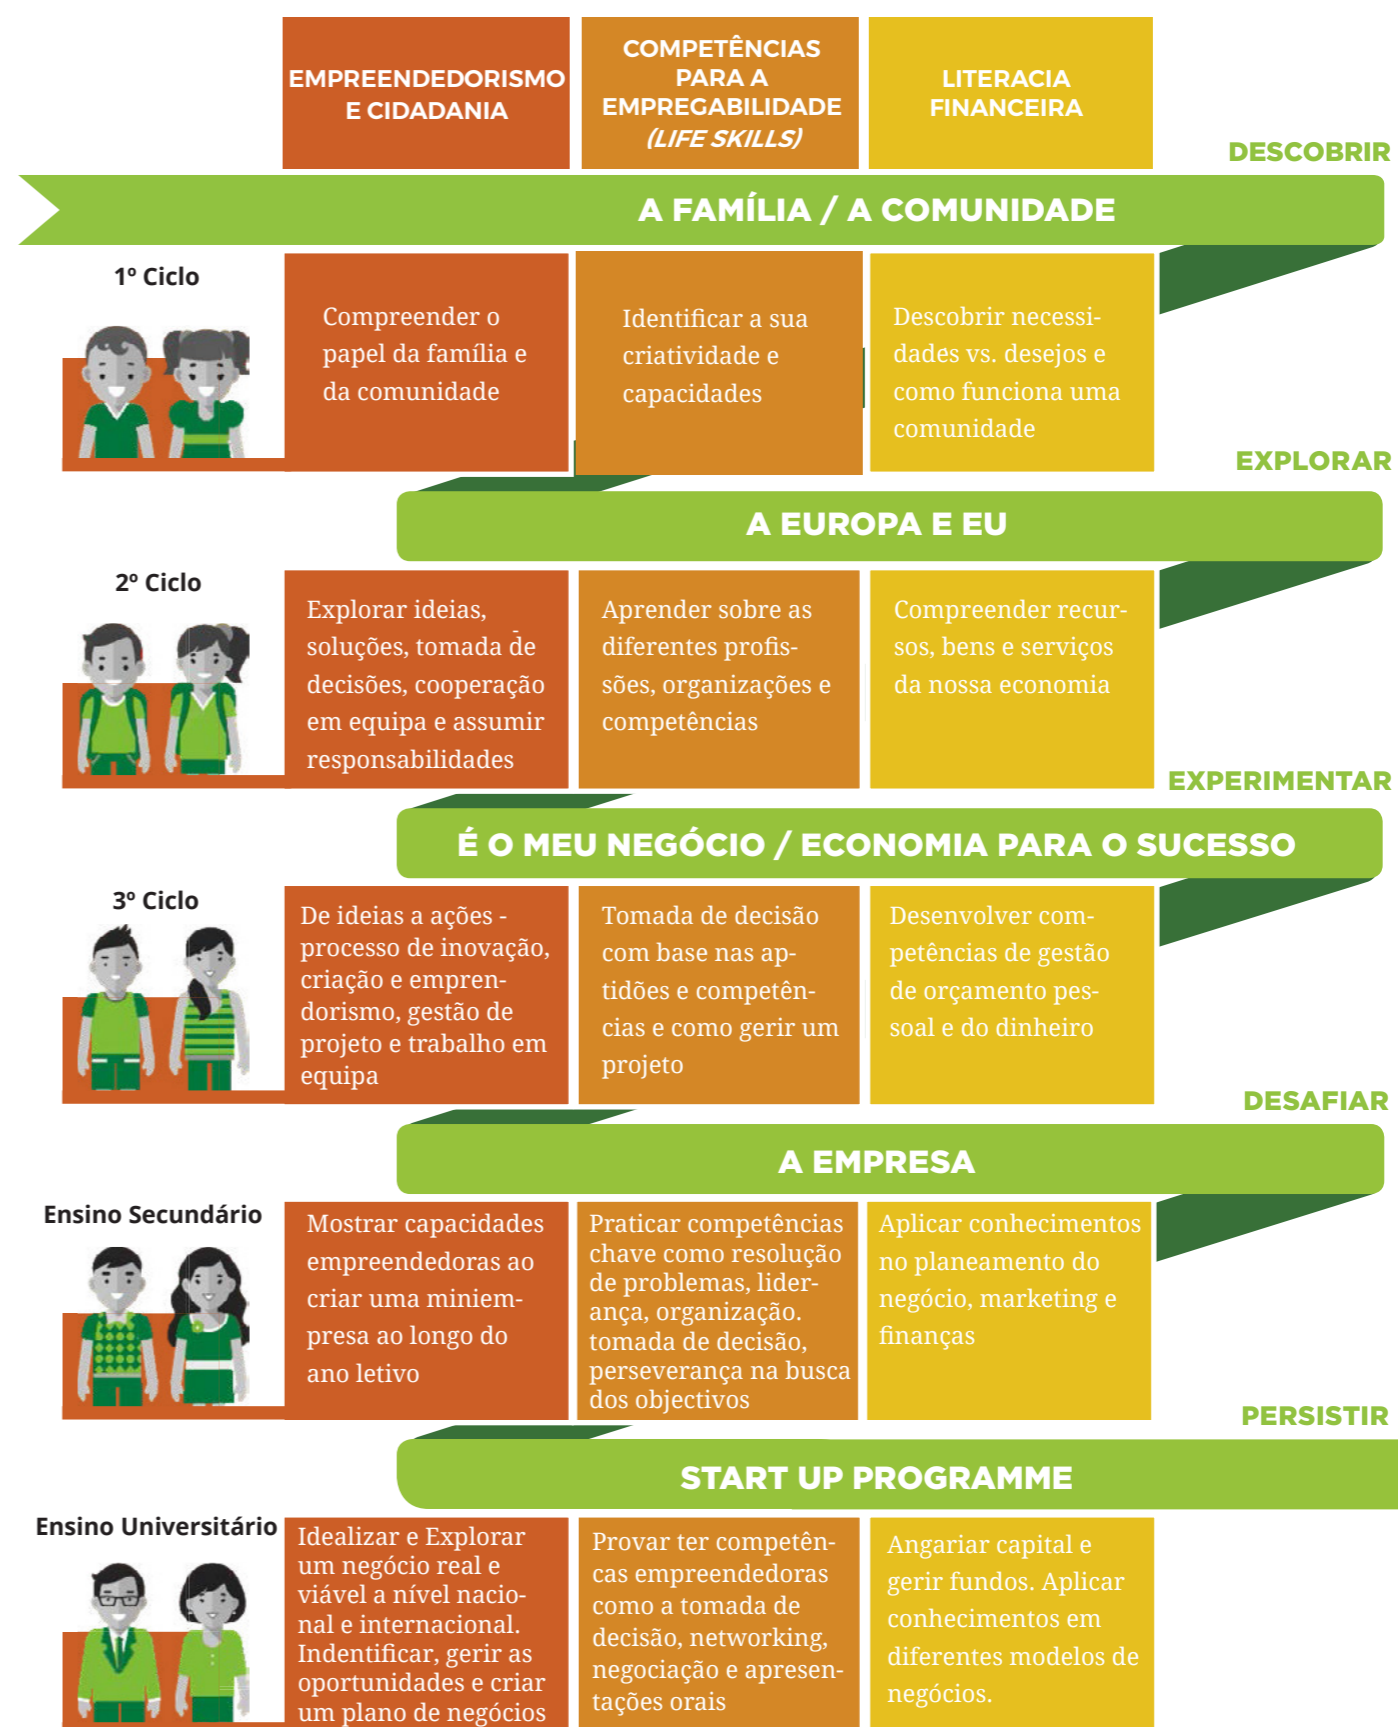 EMPREENDEDORISMO
E CIDADANIA
COMPETÊNCIAS
PARA A
EMPREGABILIDADE
(LIFE SKILLS)
LITERACIA
FINANCEIRA
DESCOBRIR
A FAMÍLIA / A COMUNIDADE
1º Ciclo
Compreender o
papel da família e
da comunidade
Identificar a sua
criatividade e
capacidades
Descobrir necessi-
dades vs. desejos e
como funciona uma
comunidade
EXPLORAR
A EUROPA E EU
2º Ciclo
Explorar ideias,
soluções, tomada de
decisões, cooperação
em equipa e assumir
responsabilidades
Aprender sobre as
diferentes profis-
sões, organizações e
competências
Compreender recur-
sos, bens e serviços
da nossa economia
EXPERIMENTAR
É O MEU NEGÓCIO / ECONOMIA PARA O SUCESSO
3º Ciclo
De ideias a ações -
processo de inovação,
criação e empren-
dorismo, gestão de
projeto e trabalho em
equipa
Tomada de decisão
com base nas ap-
tidões e competên-
cias e como gerir um
projeto
Desenvolver com-
petências de gestão
de orçamento pes-
soal e do dinheiro
DESAFIAR
A EMPRESA
Ensino Secundário
Mostrar capacidades
empreendedoras ao
criar uma miniem-
presa ao longo do
ano letivo
Praticar competências
chave como resolução
de problemas, lider-
ança, organização.
tomada de decisão,
perseverança na busca
dos objectivos
Aplicar conhecimentos
no planeamento do
negócio, marketing e
finanças
PERSISTIR
START UP PROGRAMME
Ensino Universitário
Idealizar e Explorar
um negócio real e
viável a nível nacio-
nal e internacional.
Indentificar, gerir as
oportunidades e criar
um plano de negócios
Provar ter competên-
cas empreendedoras
como a tomada de
decisão, networking,
negociação e apresen-
tações orais
Angariar capital e
gerir fundos. Aplicar
conhecimentos em
diferentes modelos de
negócios.